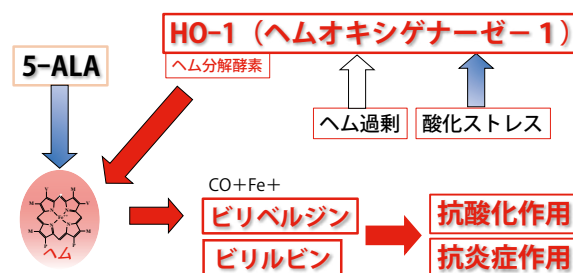 HO-1(ヘムオキシゲナーゼー1)
5-ALA
ヘム分解酵素
ヘム過剰
酸化ストレス
CO+Fe+
ビリベルジン
抗酸化作用
ヘム
ビリルビン
抗炎症作用